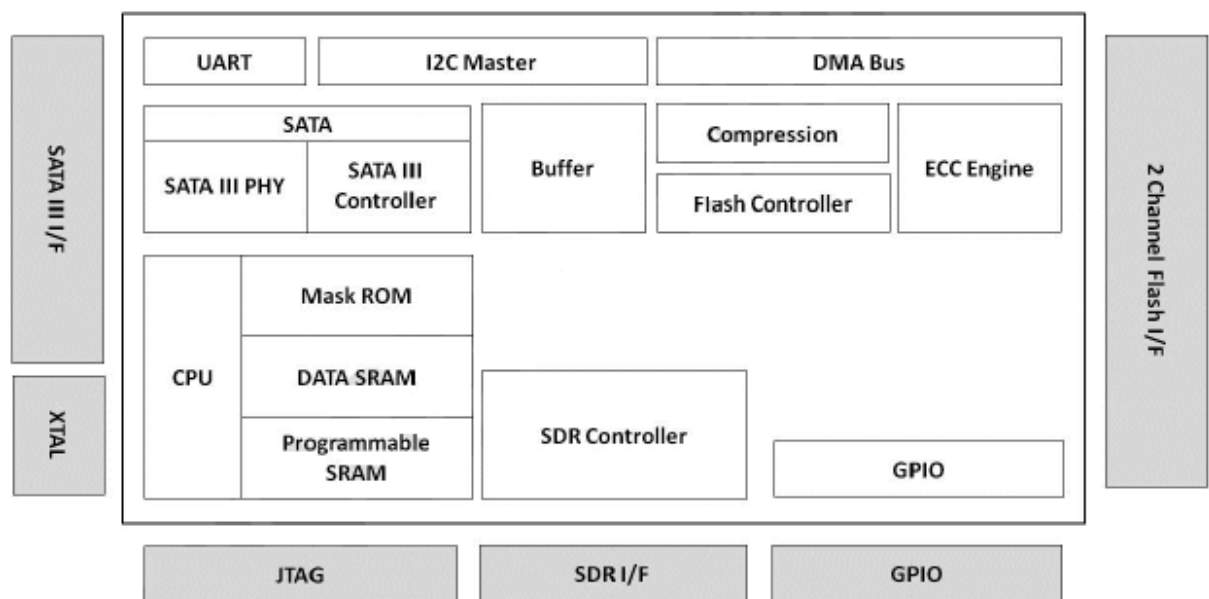 UART
I2C Master
DMA Bus
SATA
SATA III PHY
SATA III
Controller
Buffer
Compression
Flash Controller
ECC Engine
SATA III I/F
XTAL
CPU
Mask ROM
DATA SRAM
Programmable
SRAM
SDR Controller
GPIO
2 Channel Flash I/F
JTAG
SDR I/F
GPIO